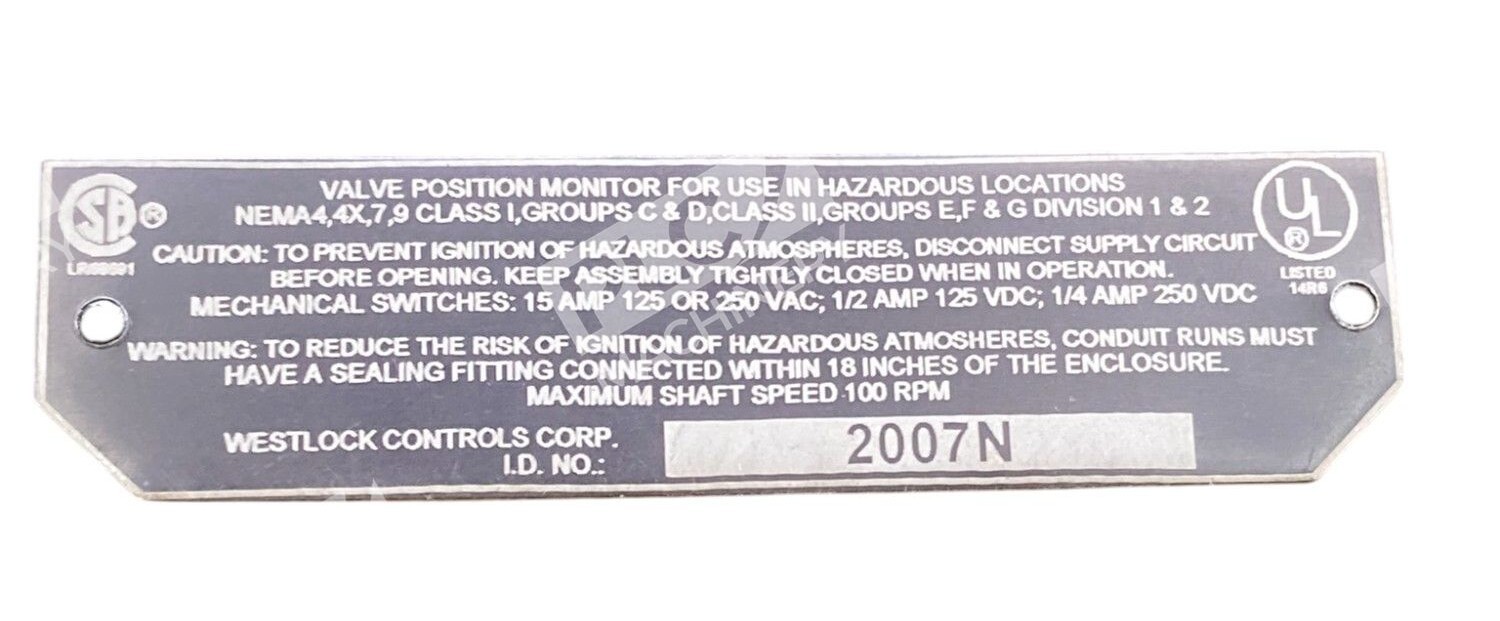 VALVE POSITION MONITOR FOR USE IN HAZARDOUS LOCATIONS
NEMA4,4X,7,9 CLASS I,GROUPS C & D,CLASS II,GROUPS E,F & G DIVISION 1 & 2
CAUTION: TO PREVENT IGNITION OF HAZARDOUS ATMOSPHERES, DISCONNECT SUPPLY CIRCUIT
BEFORE OPENING. KEEP ASSEMBLY TIGHTLY CLOSED WHEN IN OPERATION.
MECHANICAL SWITCHES: 15 AMP 125 OR 250 VAC; 1/2 AMP 125 VDC; 1/4 AMP 250 VDC
WARNING: TO REDUCE THE RISK OF IGNITION OF HAZARDOUS ATMOSHERES, CONDUIT RUNS MUST
HAVE A SEALING FITTING CONNECTED WITHIN 18 INCHES OF THE ENCLOSURE.
MAXIMUM SHAFT SPEED 100 RPM
WESTLOCK CONTROLS CORP.
I.D. NO.: 2007N
SA ®
UL ®
LISTED
14R6
MACHINERY